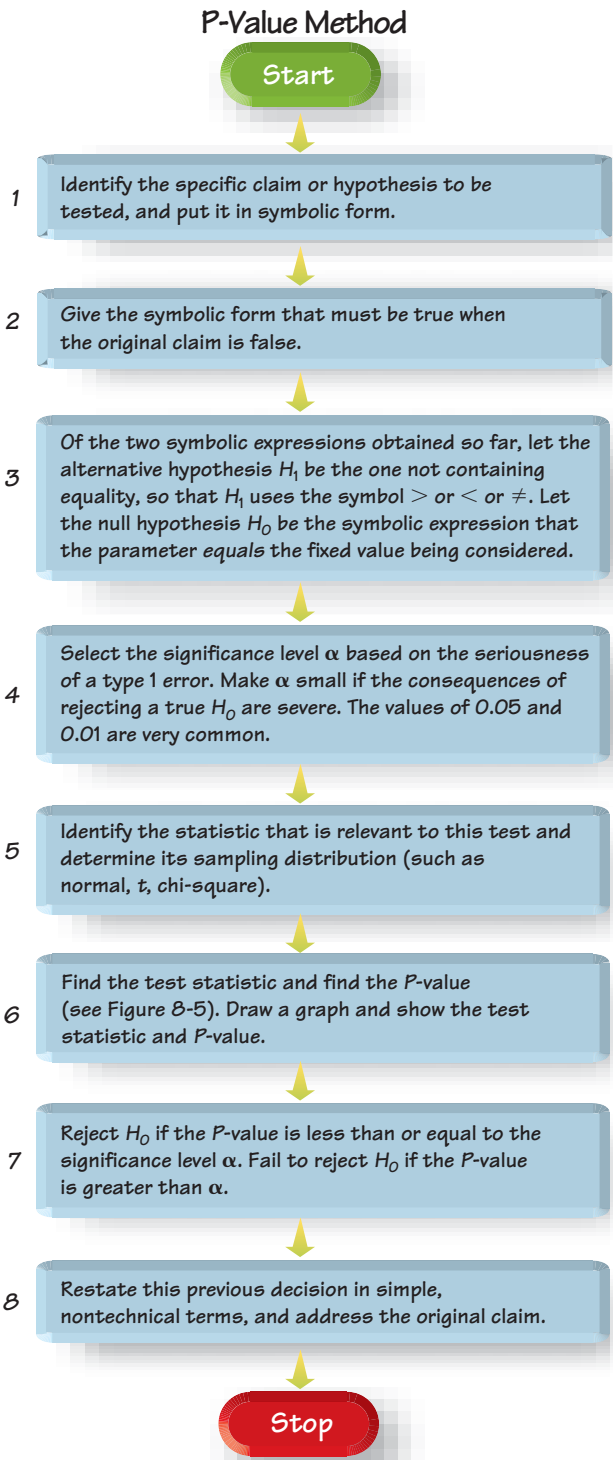 P-Value Method
Start
1
Identify the specific claim or hypothesis to be
tested, and put it in symbolic form.
2
Give the symbolic form that must be true when
the original claim is false.
3
Of the two symbolic expressions obtained so far, let the
alternative hypothesis H₁ be the one not containing
equality, so that H₁ uses the symbol > or < or ≠. Let
the null hypothesis H₀ be the symbolic expression that
the parameter equals the fixed value being considered.
4
Select the significance level α based on the seriousness
of a type 1 error. Make α small if the consequences of
rejecting a true H₀ are severe. The values of 0.05 and
0.01 are very common.
5
Identify the statistic that is relevant to this test and
determine its sampling distribution (such as
normal, t, chi-square).
6
Find the test statistic and find the P-value
(see Figure 8-5). Draw a graph and show the test
statistic and P-value.
7
Reject H₀ if the P-value is less than or equal to the
significance level α. Fail to reject H₀ if the P-value
is greater than α.
8
Restate this previous decision in simple,
nontechnical terms, and address the original claim.
Stop